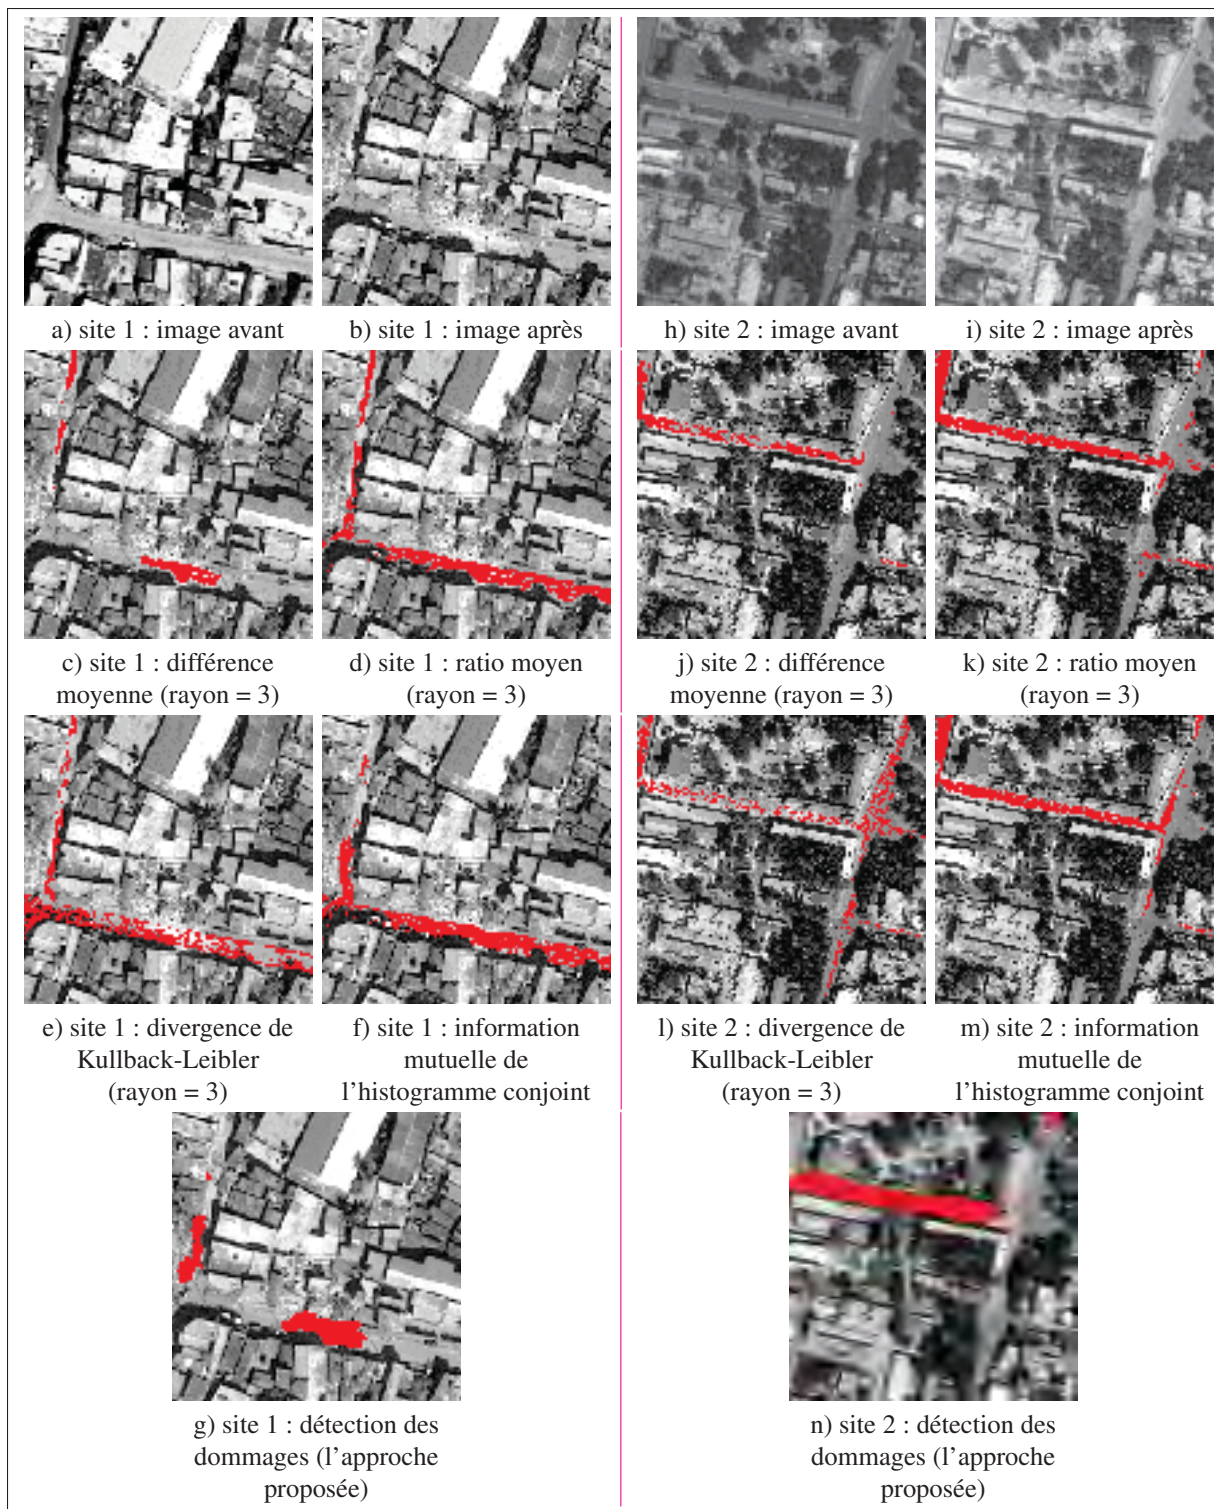 a) site 1 : image avant
b) site 1 : image après
h) site 2 : image avant
i) site 2 : image après
c) site 1 : différence
moyenne (rayon = 3)
d) site 1 : ratio moyen
(rayon = 3)
j) site 2 : différence
moyenne (rayon = 3)
k) site 2 : ratio moyen
(rayon = 3)
e) site 1 : divergence de
Kullback-Leibler
(rayon = 3)
f) site 1 : information
mutuelle de
l'histogramme conjoint
l) site 2 : divergence de
Kullback-Leibler
(rayon = 3)
m) site 2 : information
mutuelle de
l'histogramme conjoint
g) site 1 : détection des
dommages (l'approche
proposée)
n) site 2 : détection des
dommages (l'approche
proposée)